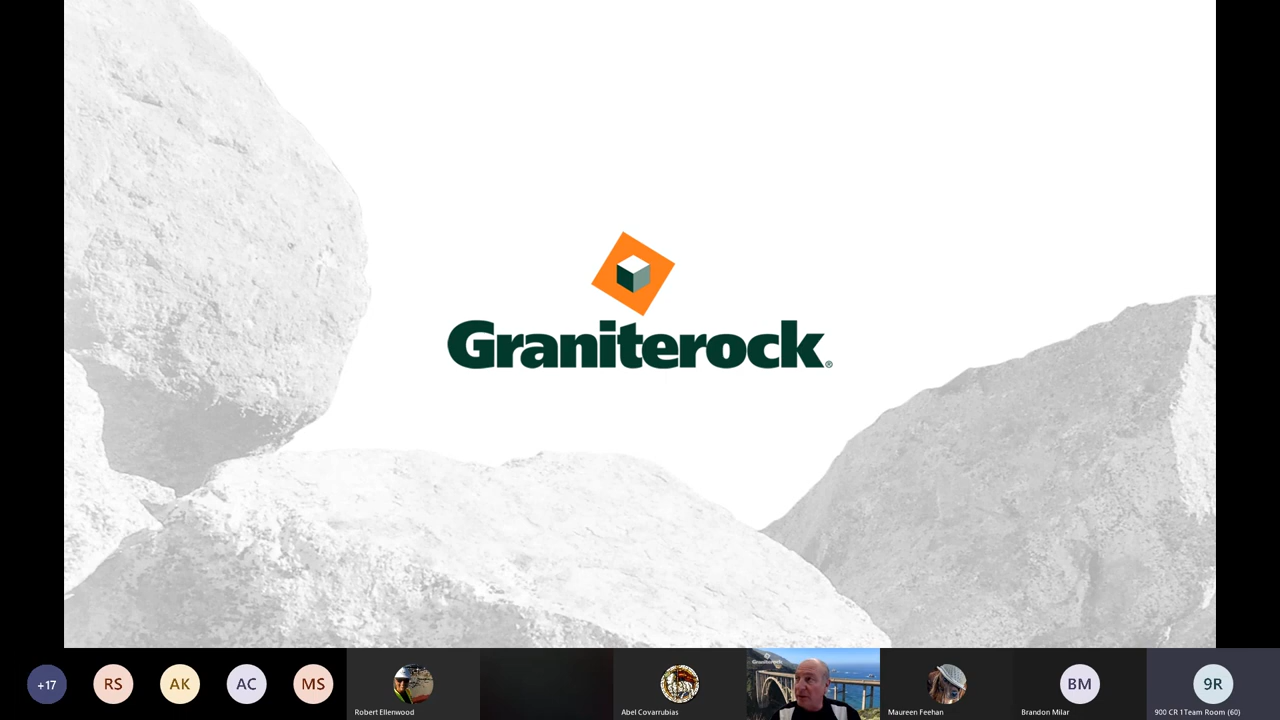 Graniterock®
Graniterock
+17
RS
AK
AC
MS
BM
9R
Robert Ellenwood
Abel Covarrubias
Maureen Feehan
Brandon Milar
900 CR 1Team Room (60)